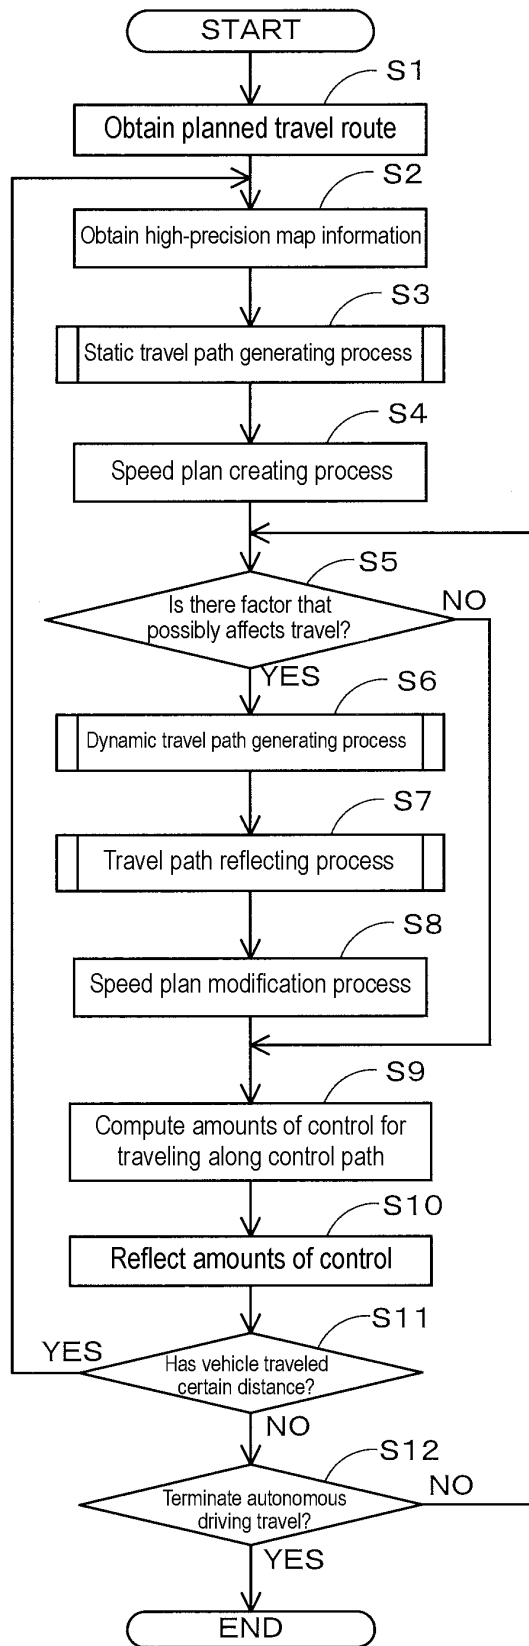 START
S1
Obtain planned travel route
S2
Obtain high-precision map information
S3
Static travel path generating process
S4
Speed plan creating process
S5
Is there factor that
possibly affects travel?
NO
YES
S6
Dynamic travel path generating process
S7
Travel path reflecting process
S8
Speed plan modification process
S9
Compute amounts of control for
traveling along control path
S10
Reflect amounts of control
S11
YES
Has vehicle traveled
certain distance?
NO
S12
Terminate autonomous
driving travel?
NO
YES
END